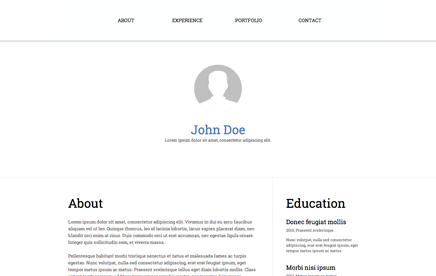 ABOUT EXPERIENCE PORTFOLIO CONTACT
John Doe
Lorem ipsum dolor sit amet, consectetur adipiscing elit.
About
Lorem ipsum dolor sit amet, consectetur adipiscing elit. Vivamus in dui eu arcu faucibus
aliquam vel ut leo. Quisque rhoncus, leo id lacinia lobortis, lacus sapien placerat diam, nec
blandit orci enim at risus. Duis commodo orci ut erat accumsan, nec egestas ligula ornare.
Integer quis sollicitudin sem, et viverra massa.
Pellentesque habitant morbi tristique senectus et netus et malesuada fames ac turpis
egestas. Nunc volutpat, nulla sed consectetur adipiscing, erat erat feugiat ipsum, eget
tempor metus ipsum ac metus. Praesent tempor tellus eget diam lobortis mollis. Class
Education
Donec feugiat mollis
2010, Praesent scelerisque.
Nunc volutpat, nulla sed consectetur
adipiscing, erat erat feugiat ipsum, eget
tempor metus ipsum ac metus.
Morbi nisi ipsum